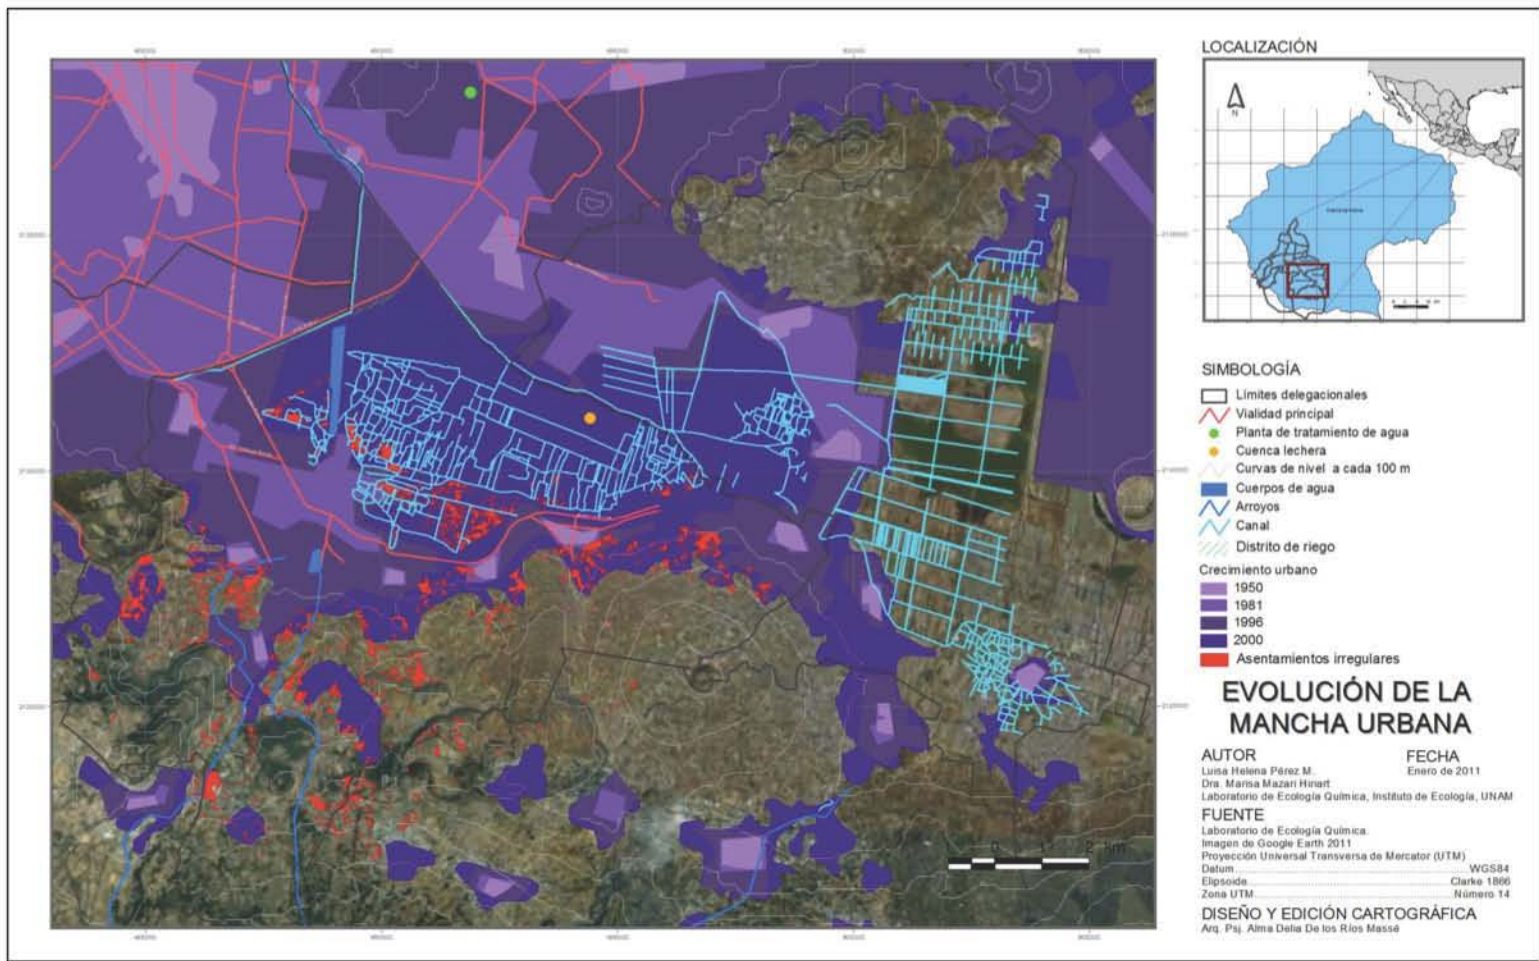 LOCALIZACIÓN
N
SIMBOLOGÍA
Límites delegacionales
Vialidad principal
Planta de tratamiento de agua
Cuenca lechera
Curvas de nivel a cada 100 m
Cuerpos de agua
Arroyos
Canal
Distrito de riego
Crecimiento urbano
1950
1981
1996
2000
Asentamientos irregulares
EVOLUCIÓN DE LA
MANCHA URBANA
AUTOR
FECHA
Luisa Helena Pérez M.
Enero de 2011
Dra. Marisa Mazari Hiriart
Laboratorio de Ecología Química, Instituto de Ecología, UNAM
FUENTE
Laboratorio de Ecología Química.
Imagen de Google Earth 2011
Proyección Universal Transversa de Mercator (UTM)
Datum WGS84
Elipsoide Clarke 1866
Zona UTM Número 14
DISEÑO Y EDICIÓN CARTOGRÁFICA
Arq. Psj. Alma Delia De los Ríos Massé
0 1 2 km